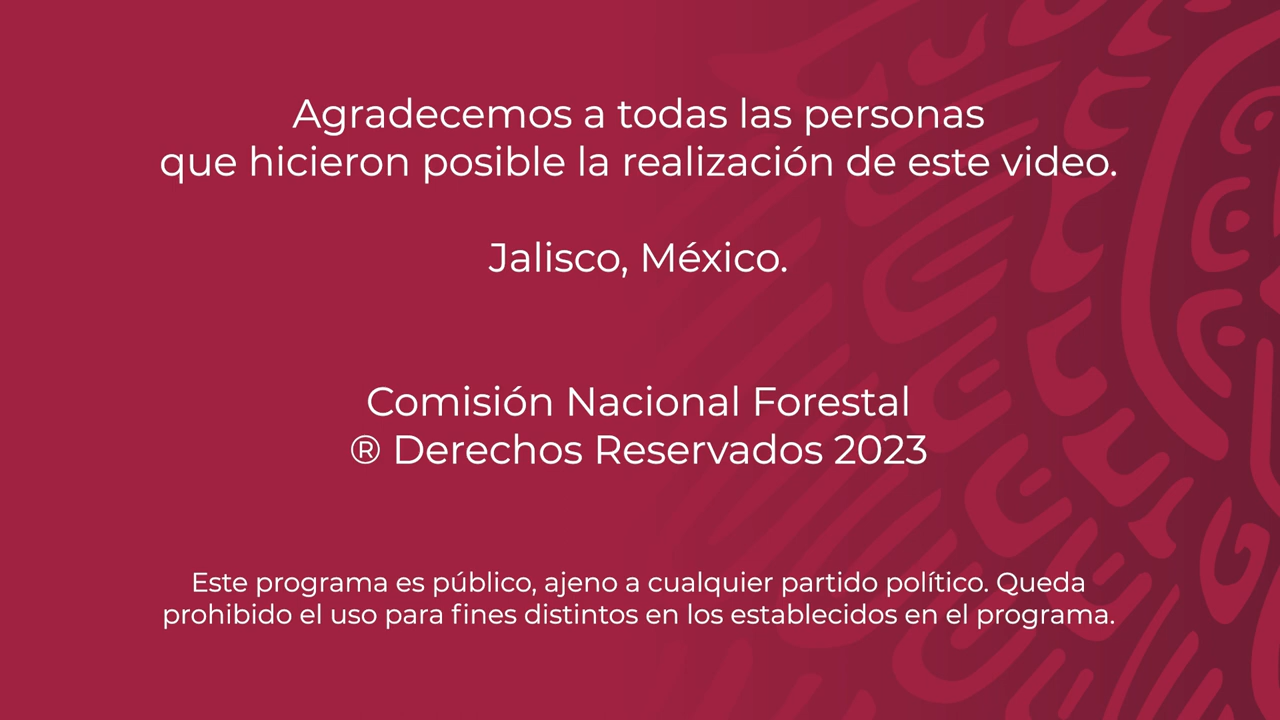 Agradecemos a todas las personas
que hicieron posible la realización de este video.
Jalisco, México.
Comisión Nacional Forestal
® Derechos Reservados 2023
Este programa es público, ajeno a cualquier partido político. Queda
prohibido el uso para fines distintos en los establecidos en el programa.